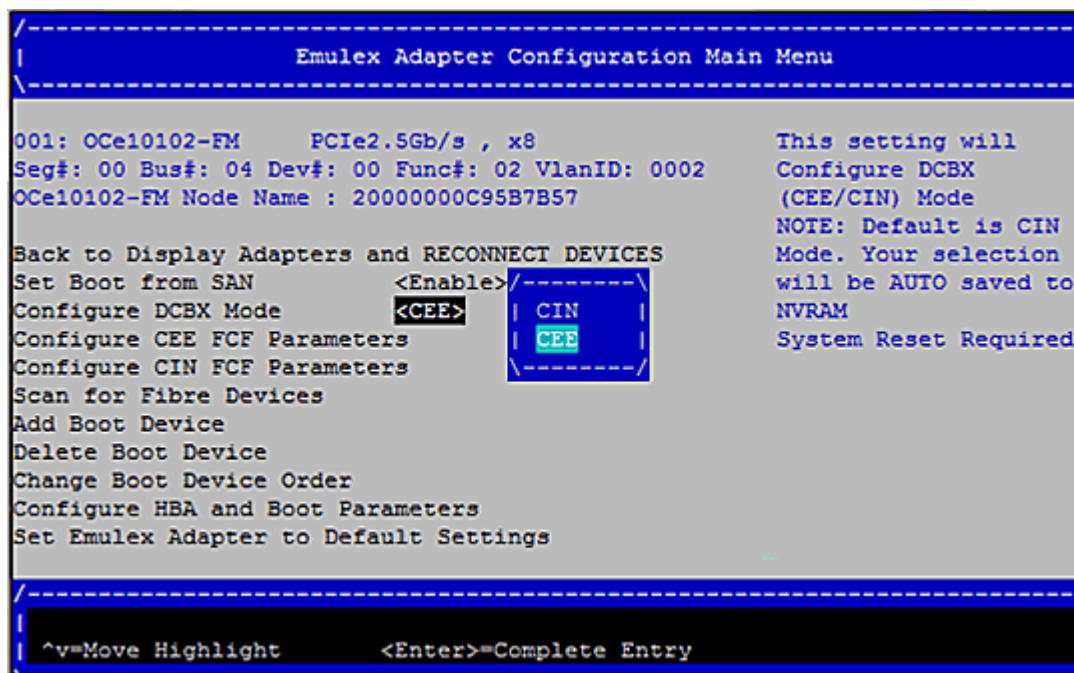 /--------------------------------------------------------------------------
| Emulex Adapter Configuration Main Menu
\--------------------------------------------------------------------------
001: OCe10102-FM PCIe2.5Gb/s , x8 This setting will
Seg#: 00 Bus#: 04 Dev#: 00 Func#: 02 VlanID: 0002 Configure DCBX
OCe10102-FM Node Name : 20000000C95B7B57 (CEE/CIN) Mode
NOTE: Default is CIN
Back to Display Adapters and RECONNECT DEVICES Mode. Your selection
Set Boot from SAN <Enable>/--------\ will be AUTO saved to
Configure DCBX Mode <CEE> | CIN | NVRAM
Configure CEE FCF Parameters | CEE | System Reset Required
Configure CIN FCF Parameters \--------/
Scan for Fibre Devices
Add Boot Device
Delete Boot Device
Change Boot Device Order
Configure HBA and Boot Parameters
Set Emulex Adapter to Default Settings
/--------------------------------------------------------------------------
|
| ^v=Move Highlight <Enter>=Complete Entry